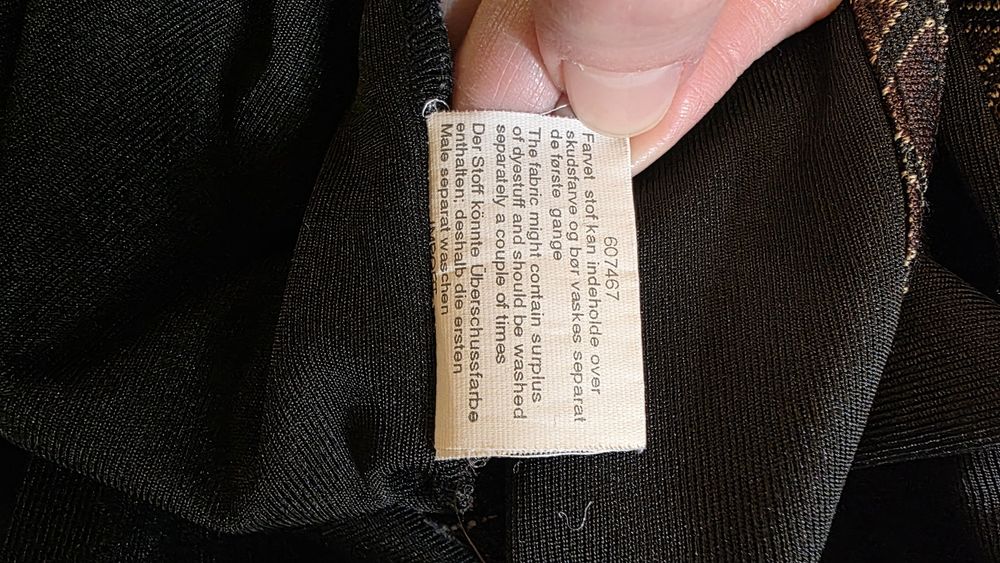 607467
Farvet stof kan indeholde over
skudsfarve og bør vaskes separat
de første gange
The fabric might contain surplus
of dyestuff and should be washed
separately a couple of times
Der Stoff könnte Überschussfarbe
enthalten; deshalb die ersten
Male separat waschen